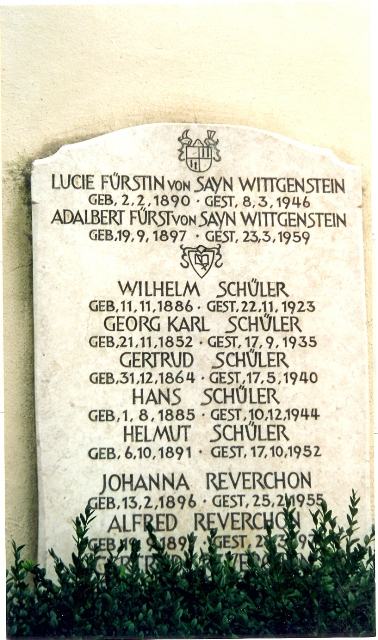 LUCIE FÜRSTIN VON SAYN WITTGENSTEIN
GEB. 2. 2, 1890 · GEST, 8, 3, 1946
ADALBERT FÜRST VON SAYN WITTGENSTEIN
GEB, 19, 9, 1897 · GEST, 23, 3, 1959
WILHELM SCHÜLER
GEB, 11, 11, 1886 · GEST, 22, 11, 1923
GEORG KARL SCHÜLER
GEB. 21, 11, 1852 · GEST, 17, 9, 1935
GERTRUD SCHÜLER
GEB. 31, 12, 1864 · GEST, 17, 5, 1940
HANS SCHÜLER
GEB. 1, 8, 1885 · GEST, 10, 12, 1944
HELMUT SCHÜLER
GEB, 6, 10, 1891 · GEST, 17, 10, 1952
JOHANNA REVERCHON
GEB, 13, 2, 1896 · GEST, 25, 2, 1955
ALFRED REVERCHON
GEB, GEST,